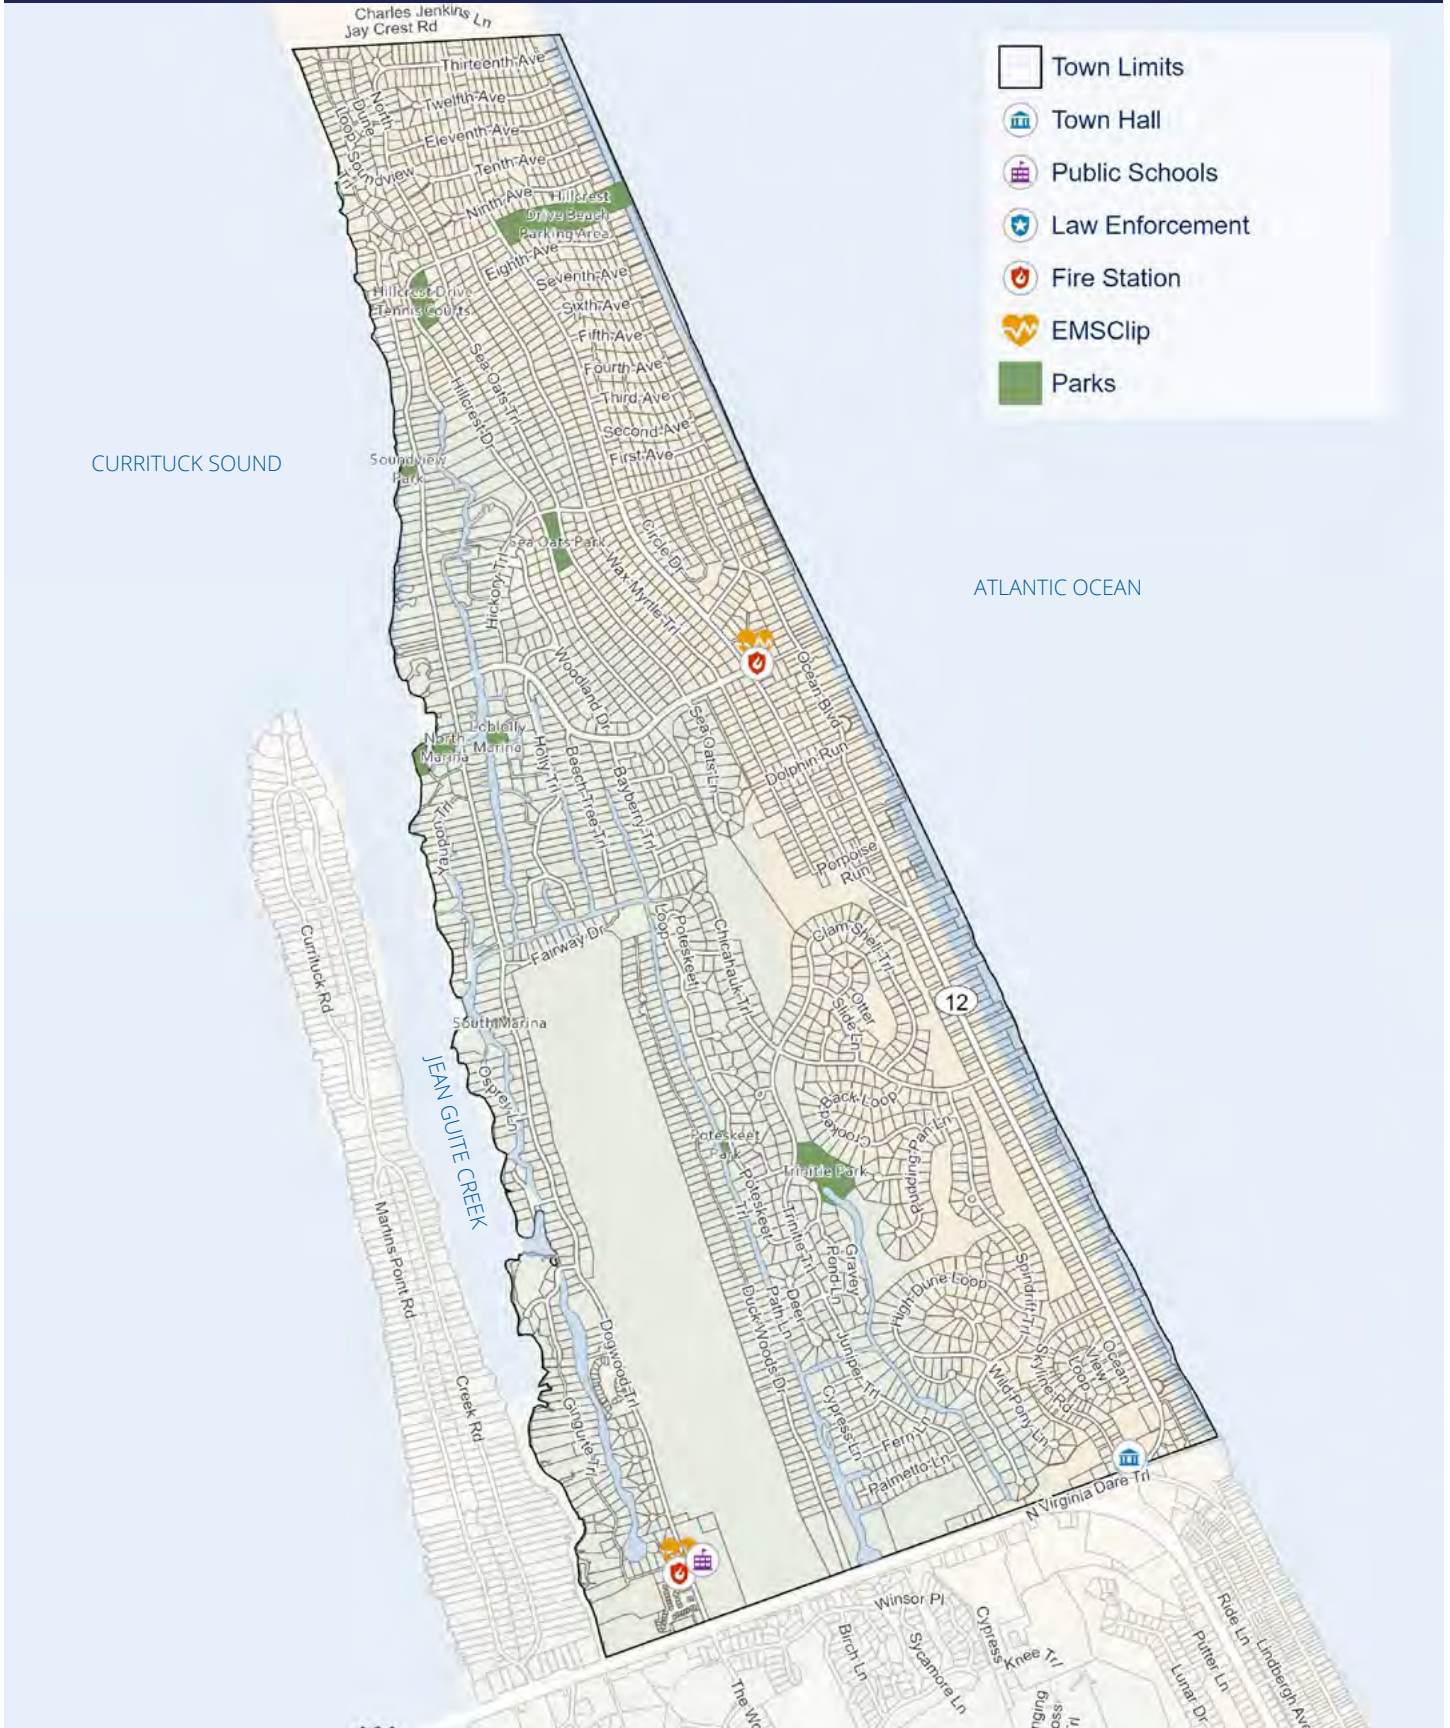 Charles Jenkins Ln
Jay Crest Rd
Thirteenth Ave
Twelfth Ave
North
Dune
Loop
Eleventh Ave
Soundview
Trl
Tenth Ave
Ninth Ave
Hillcrest
Drive Beach
Parking Area
Eighth Ave
Seventh Ave
Hillcrest Drive
Tennis Courts
Sixth Ave
Fifth Ave
Sea Oats Trl
Hillcrest Dr
Fourth Ave
Third Ave
Second Ave
First Ave
Town Limits
Town Hall
Public Schools
Law Enforcement
Fire Station
EMSClip
Parks
CURRITUCK SOUND
Soundview
Park
Sea Oats Park
Circle Dr
Wax Myrtle Trl
Hickory Trl
ATLANTIC OCEAN
Woodland Dr
Ocean Blvd
Sea Oats Ln
Loblolly
Marina
North
Marina
Holly Trl
Beech Tree Trl
Bayberry Trl
Dolphin Run
Yaupon Trl
Porpoise
Run
Fairway Dr
Poteskeet
Loop
Chicahauk Trl
Clam Shell Trl
Otter
Slide Ln
12
Currituck Rd
South Marina
JEAN GUITE CREEK
Osprey Ln
Crooked
Back Loop
Pudding Pan Ln
Poteskeet
Park
Trinitie Park
Poteskeet
Trl
Trinitie Trl
Gravey
Pond Ln
High Dune Loop
Spindrift Trl
Martins Point Rd
Duck Woods Dr
Deer
Path Ln
Juniper Trl
Skyline Rd
Ocean
View
Loop
Wild Pony Ln
Dogwood Trl
Creek Rd
Ginguite Trl
Cypress Ln
Fern Ln
Palmetto Ln
N Virginia Dare Trl
Winsor Pl
Birch Ln
Sycamore Ln
Cypress
Knee Trl
Ride Ln
Putter Ln
Lunar Dr
Lindbergh Ave